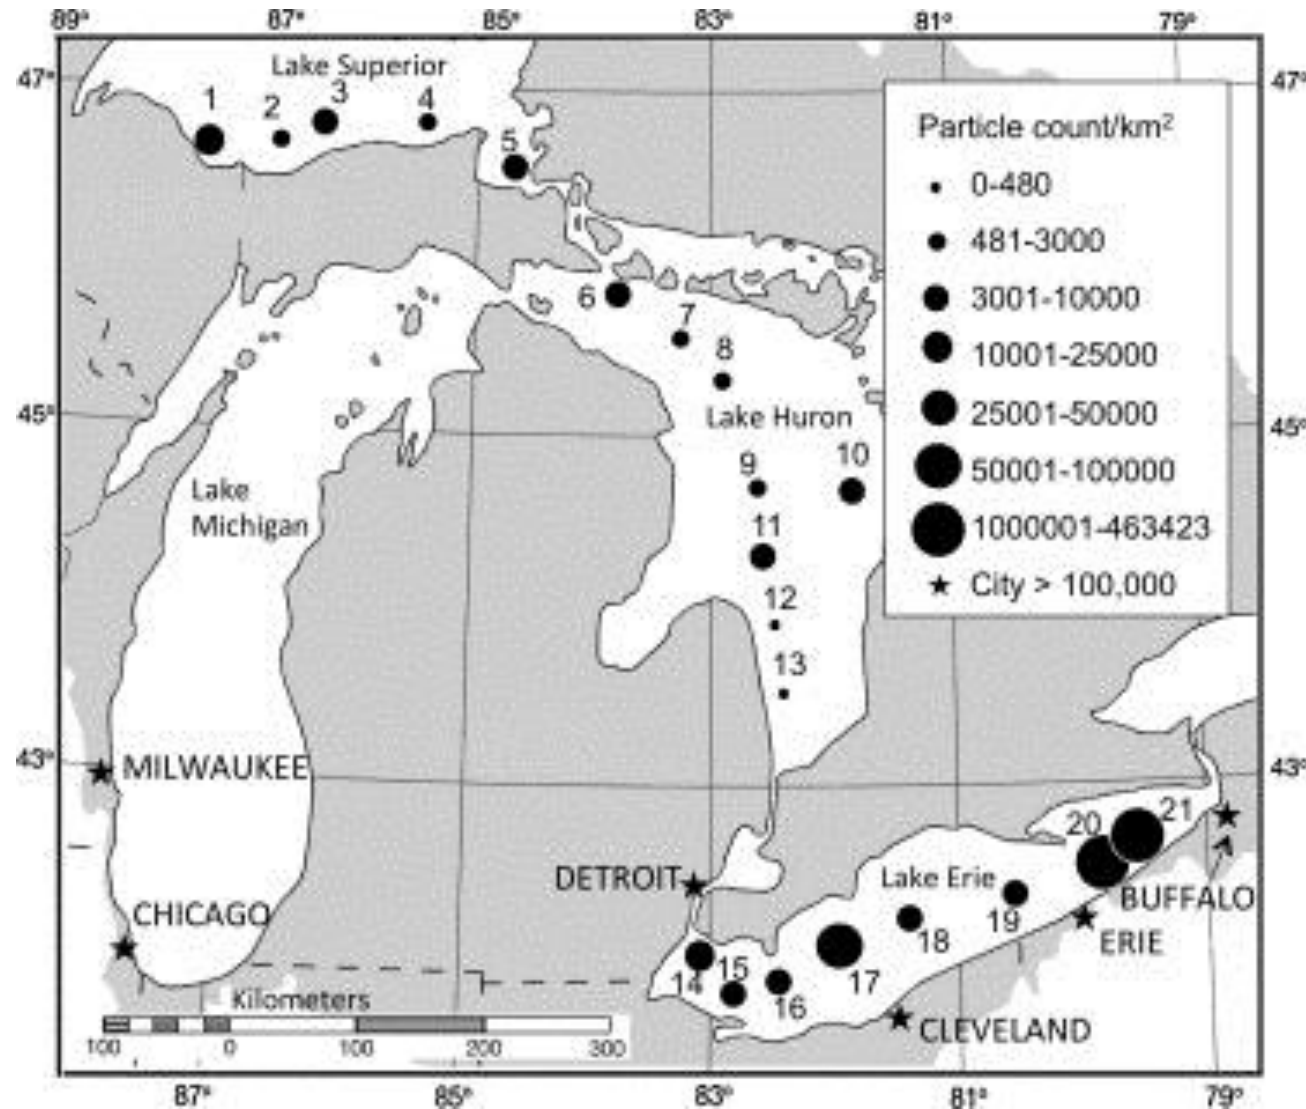 89° 87° 85° 83° 81° 79°
47° 47°
Lake Superior
1 2 3 4 5
Particle count/km²
0-480
481-3000
3001-10000
10001-25000
25001-50000
50001-100000
1000001-463423
City > 100,000
6 7 8
Lake Huron
45° 45°
9 10
11
12
13
Lake
Michigan
43° 43°
MILWAUKEE
CHICAGO
DETROIT
20 21
Lake Erie
BUFFALO
ERIE
14 15 16 17 18 19
CLEVELAND
Kilometers
100 0 100 200 300
87° 85° 83° 81° 79°